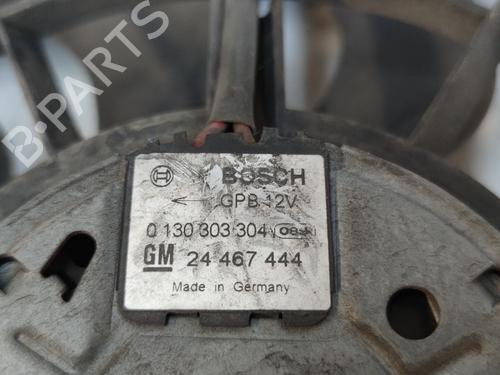 B-PARTS
BOSCH
GPB 12V
0 130 303 304
GM 24 467 444
Made in Germany